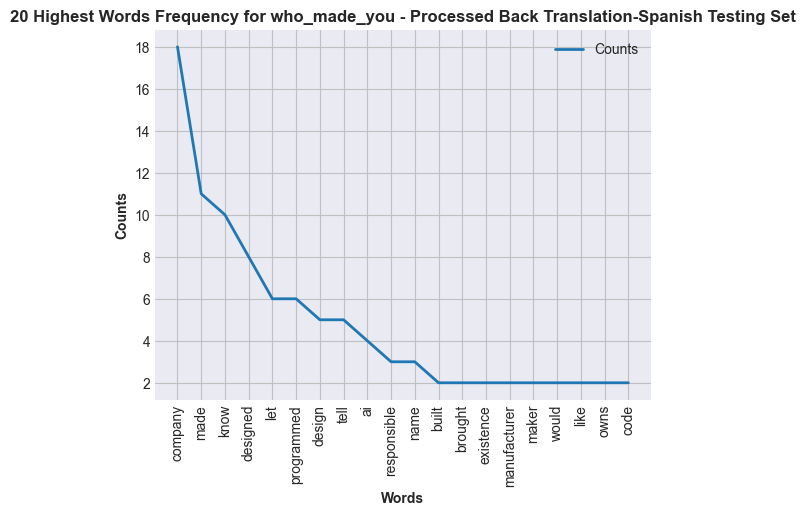 20 Highest Words Frequency for who_made_you - Processed Back Translation-Spanish Testing Set
Counts
18
16
14
12
10
8
6
4
2
Counts
company
made
know
designed
let
programmed
design
tell
ai
responsible
name
built
brought
existence
manufacturer
maker
would
like
owns
code
Words